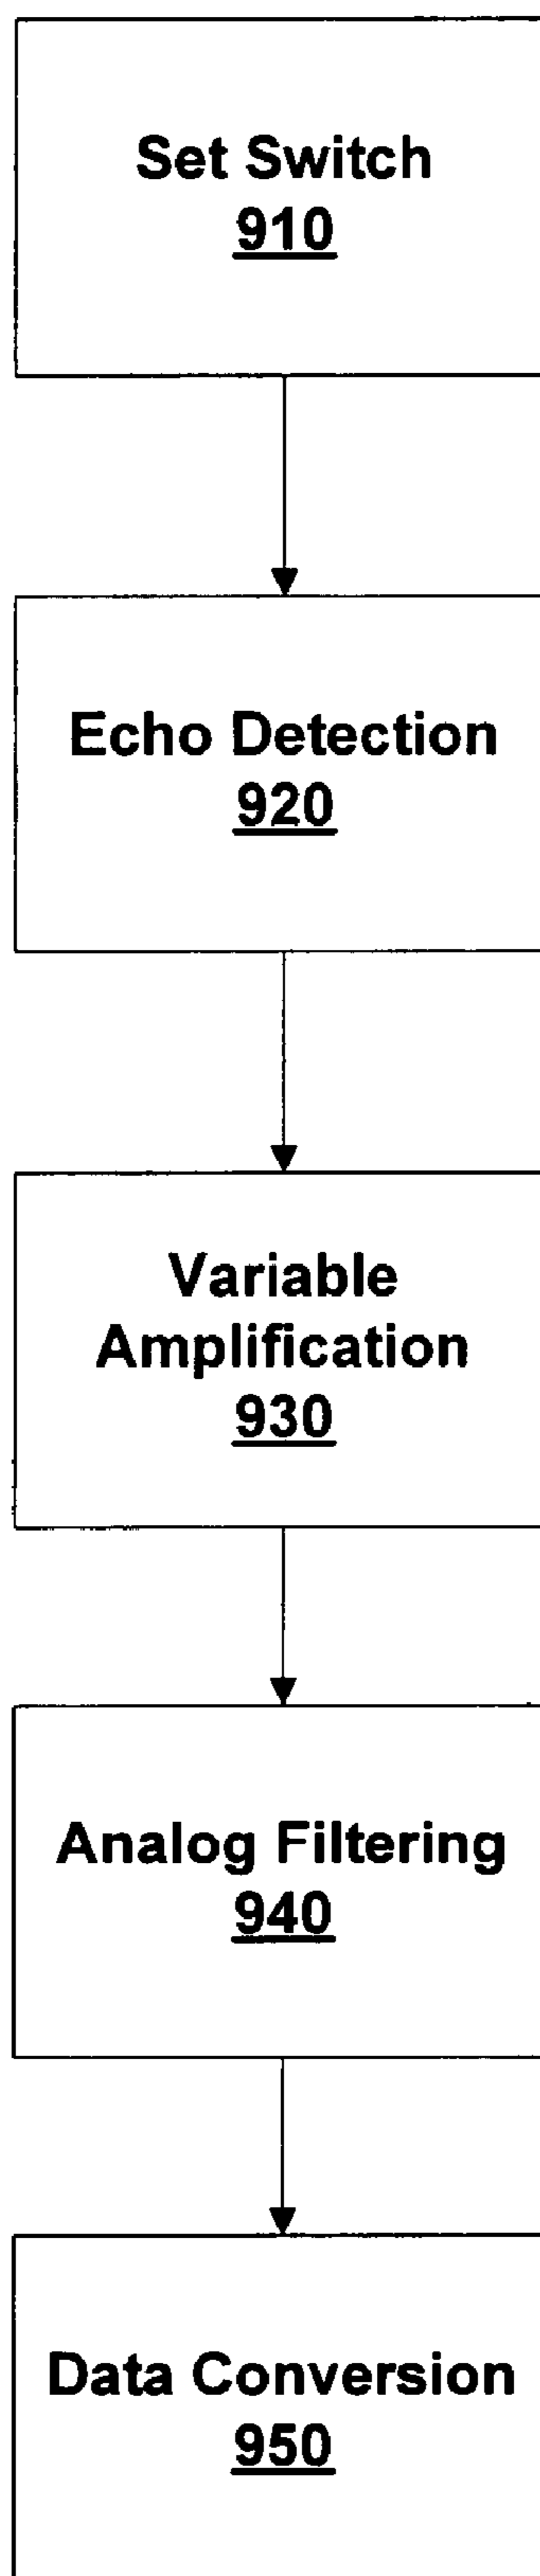 Set Switch
910
Echo Detection
920
Variable
Amplification
930
Analog Filtering
940
Data Conversion
950